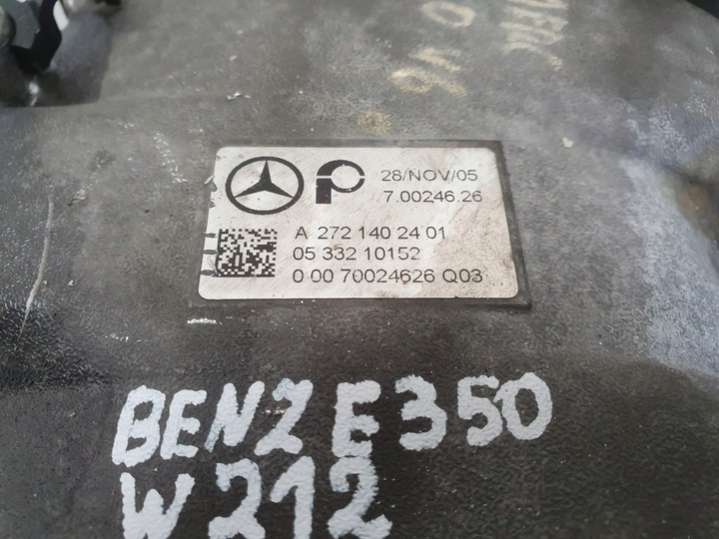 28/NOV/05
7.00246.26
A 272 140 24 01
05 332 10152
0 00 70024626 Q03
BENZ E350
W212